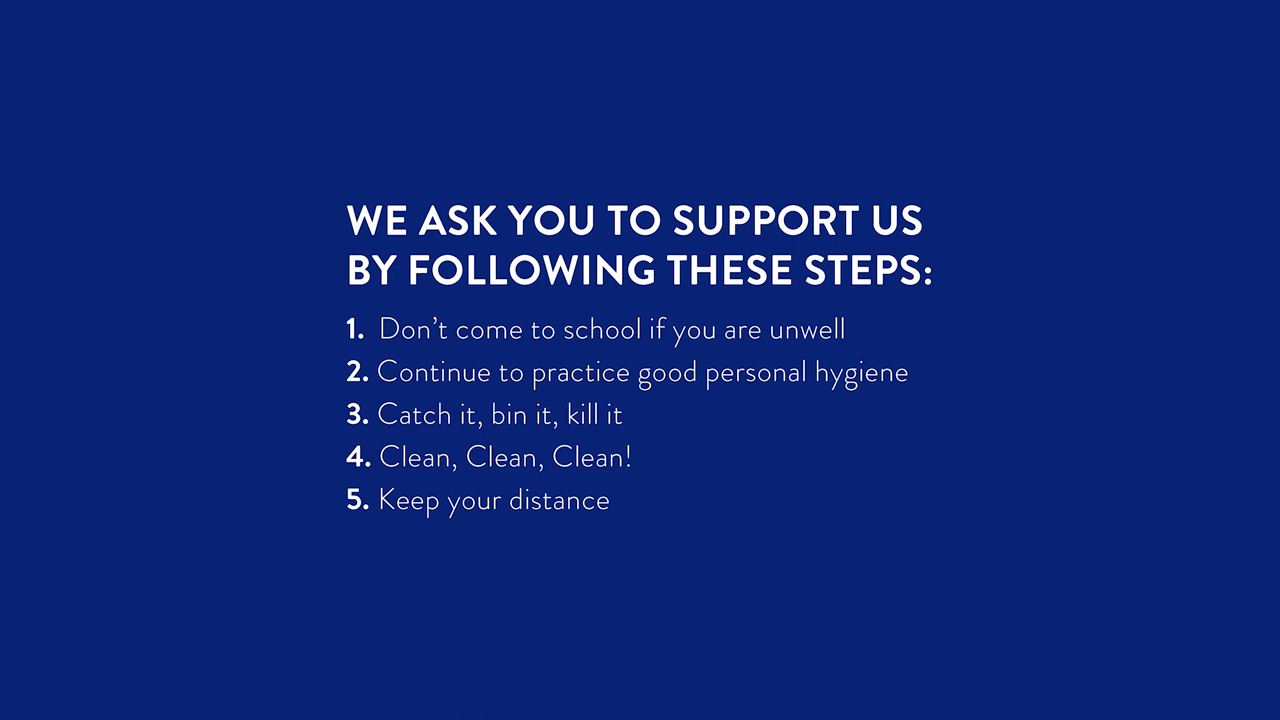 WE ASK YOU TO SUPPORT US
BY FOLLOWING THESE STEPS:
1. Don’t come to school if you are unwell
2. Continue to practice good personal hygiene
3. Catch it, bin it, kill it
4. Clean, Clean, Clean!
5. Keep your distance